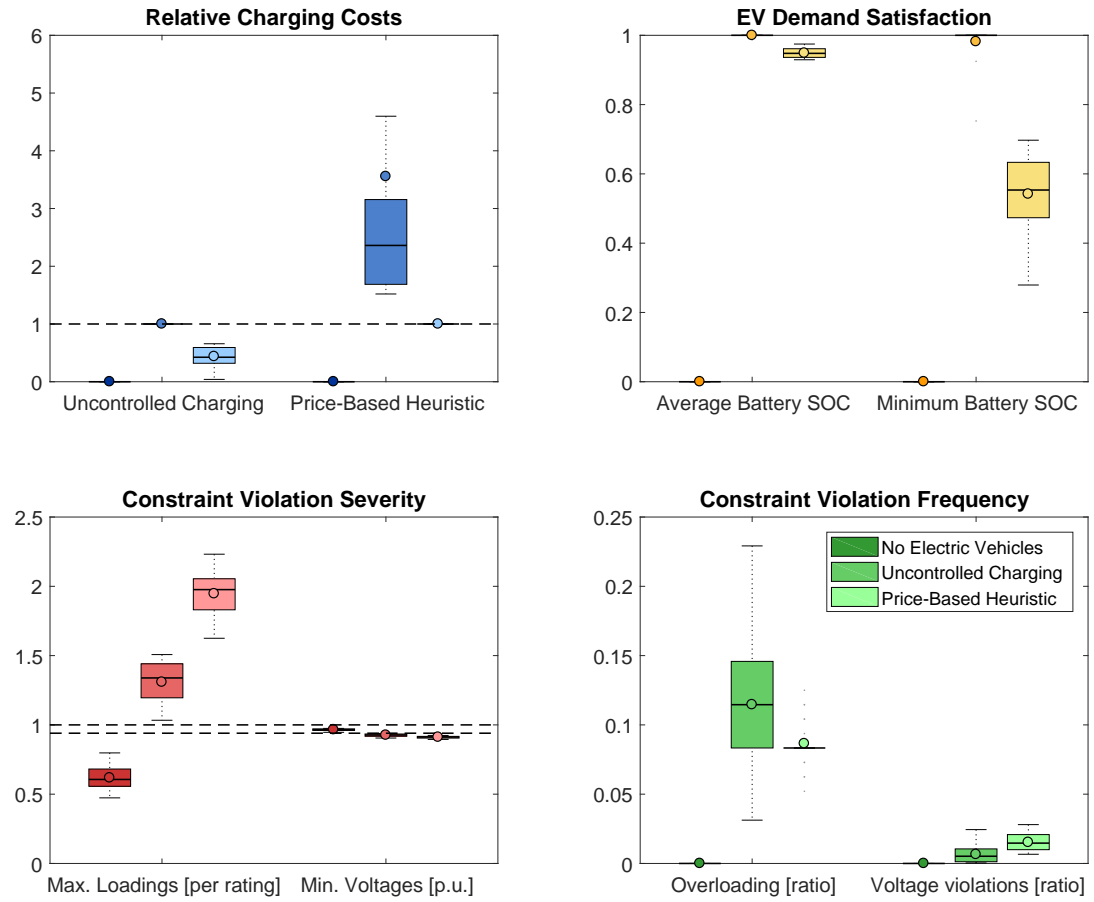 Relative Charging Costs
6
5
4
3
2
1
0
Uncontrolled Charging
Price-Based Heuristic
EV Demand Satisfaction
1
0.8
0.6
0.4
0.2
0
Average Battery SOC
Minimum Battery SOC
Constraint Violation Severity
2.5
2
1.5
1
0.5
0
Max. Loadings [per rating]
Min. Voltages [p.u.]
Constraint Violation Frequency
0.25
0.2
0.15
0.1
0.05
0
No Electric Vehicles
Uncontrolled Charging
Price-Based Heuristic
Overloading [ratio]
Voltage violations [ratio]